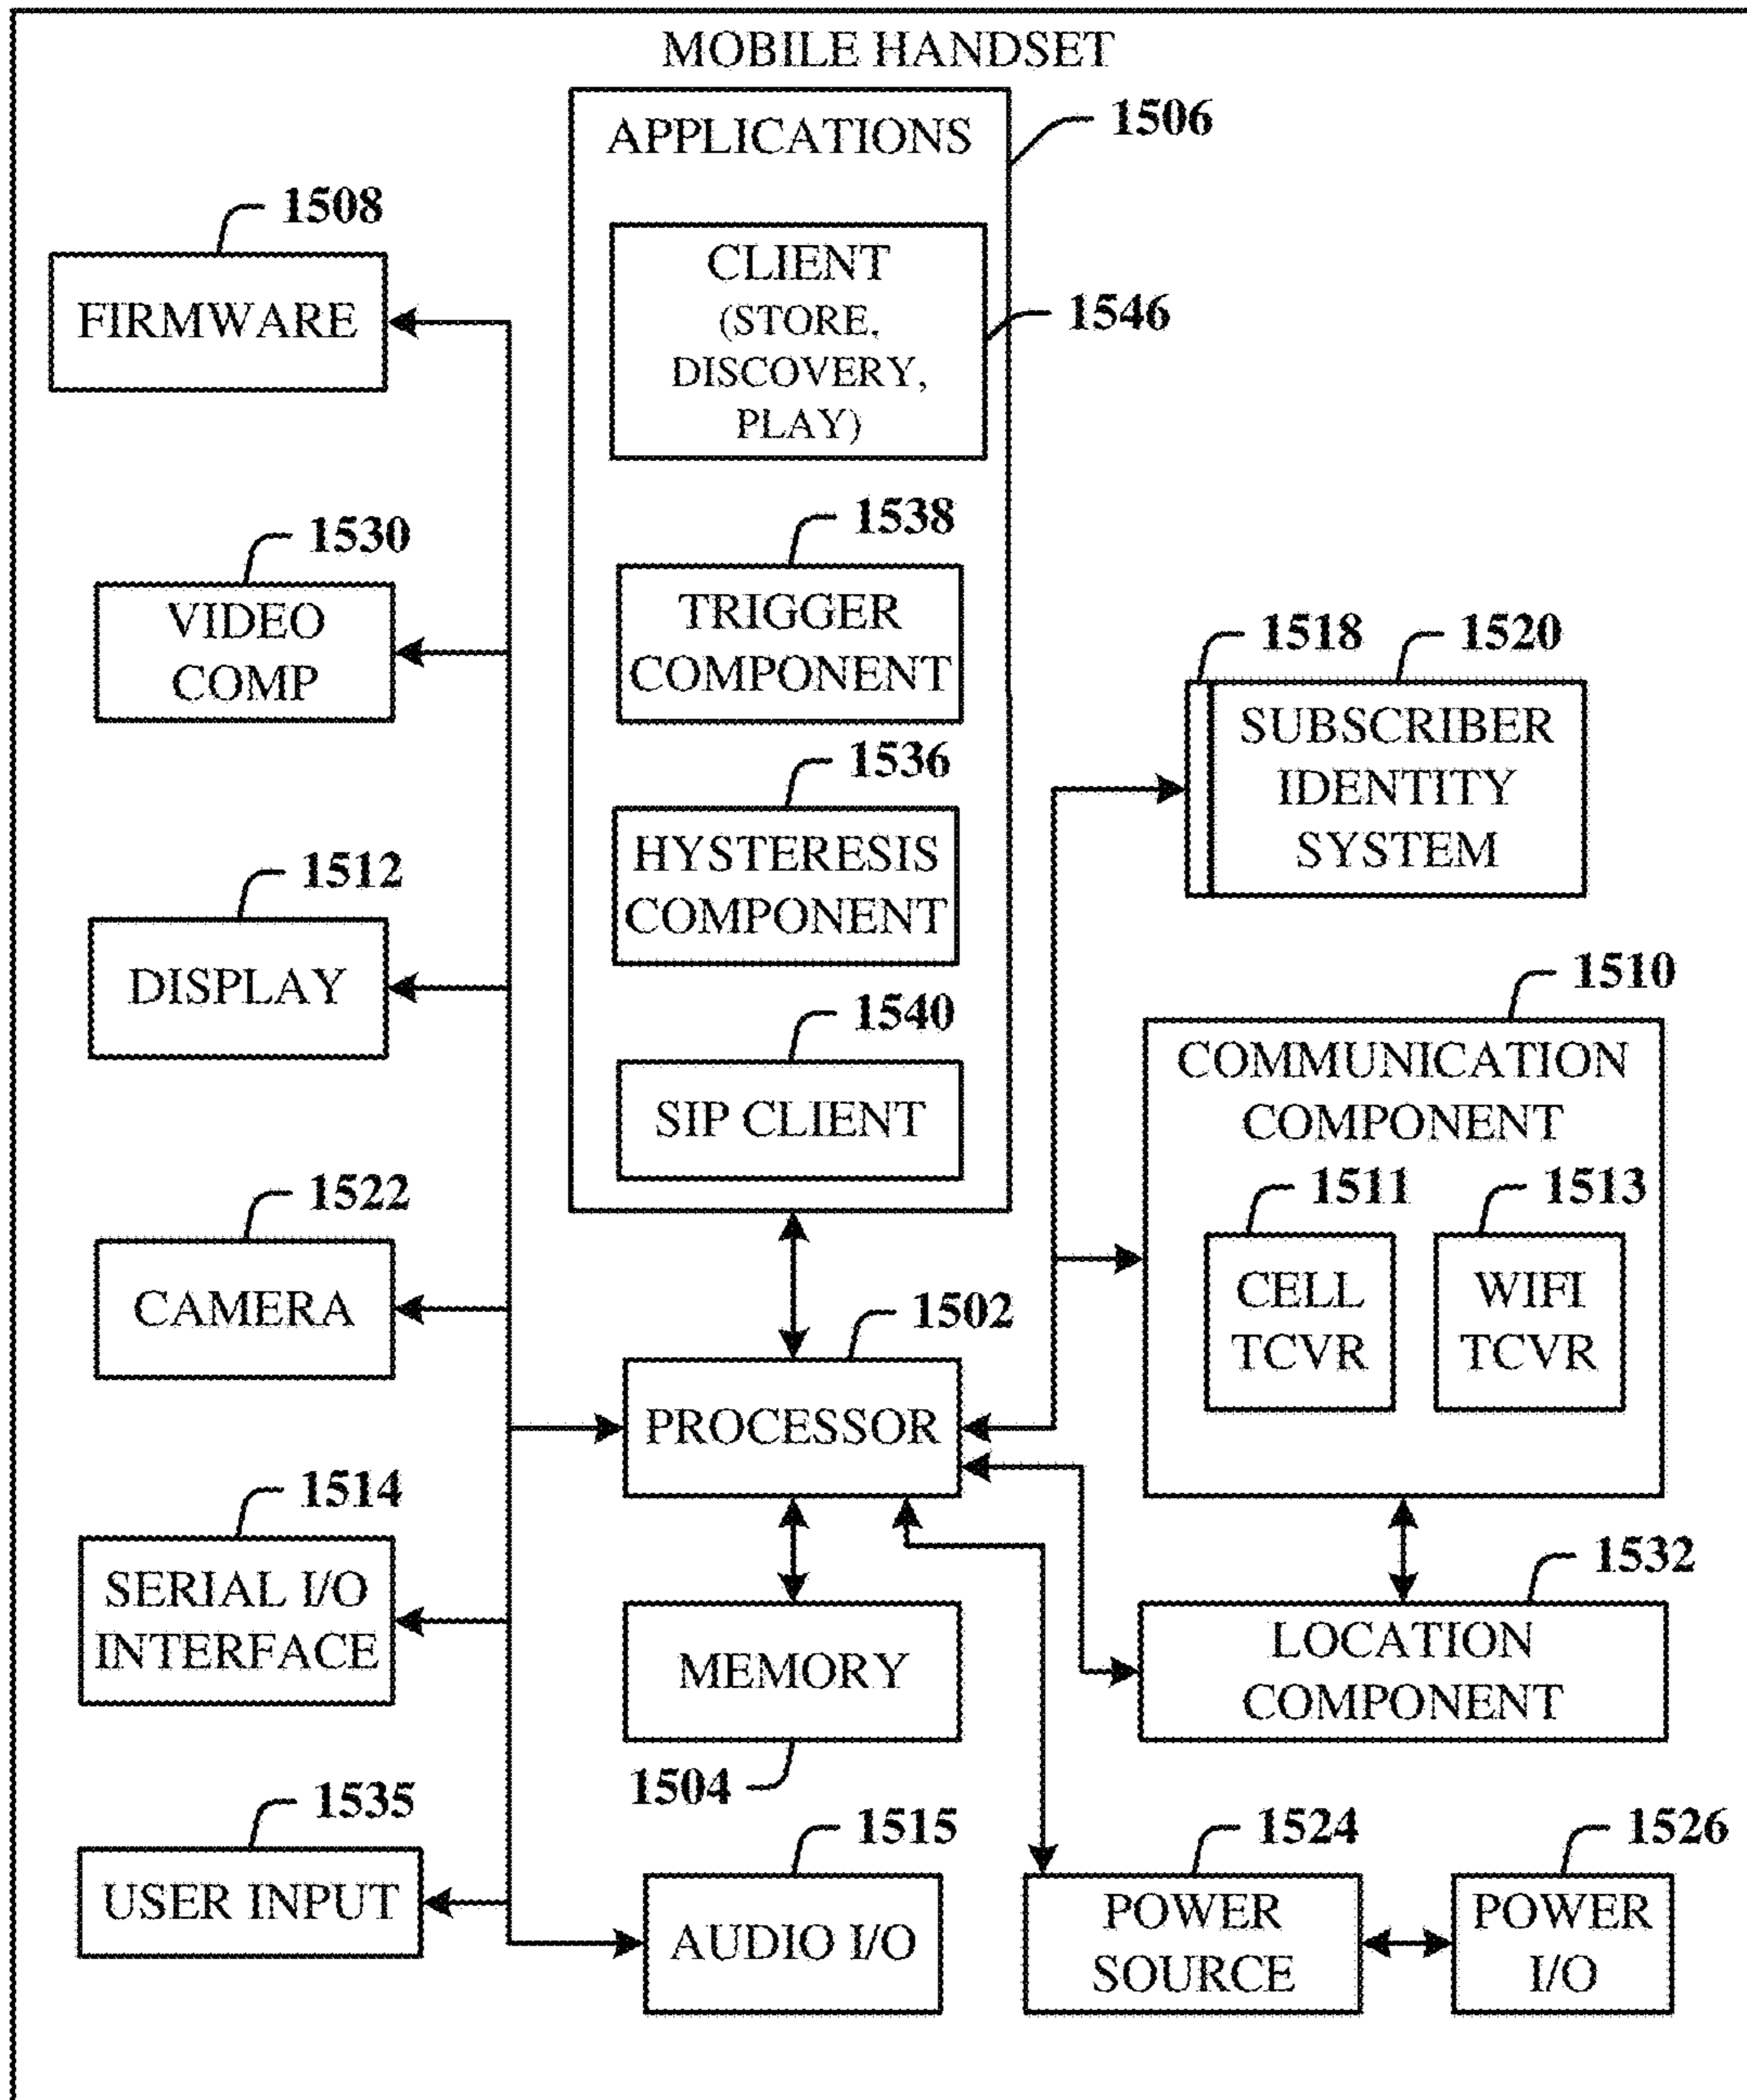 MOBILE HANDSET
APPLICATIONS
1506
CLIENT
(STORE,
DISCOVERY,
PLAY)
1546
1508
FIRMWARE
1538
TRIGGER
COMPONENT
1530
VIDEO
COMP
1518
1520
SUBSCRIBER
IDENTITY
SYSTEM
1536
HYSTERESIS
COMPONENT
1512
DISPLAY
1540
SIP CLIENT
1510
COMMUNICATION
COMPONENT
1511
CELL
TCVR
1513
WIFI
TCVR
1522
CAMERA
1502
PROCESSOR
1514
SERIAL I/O
INTERFACE
MEMORY
1504
1532
LOCATION
COMPONENT
1535
USER INPUT
1515
AUDIO I/O
1524
POWER
SOURCE
1526
POWER
I/O